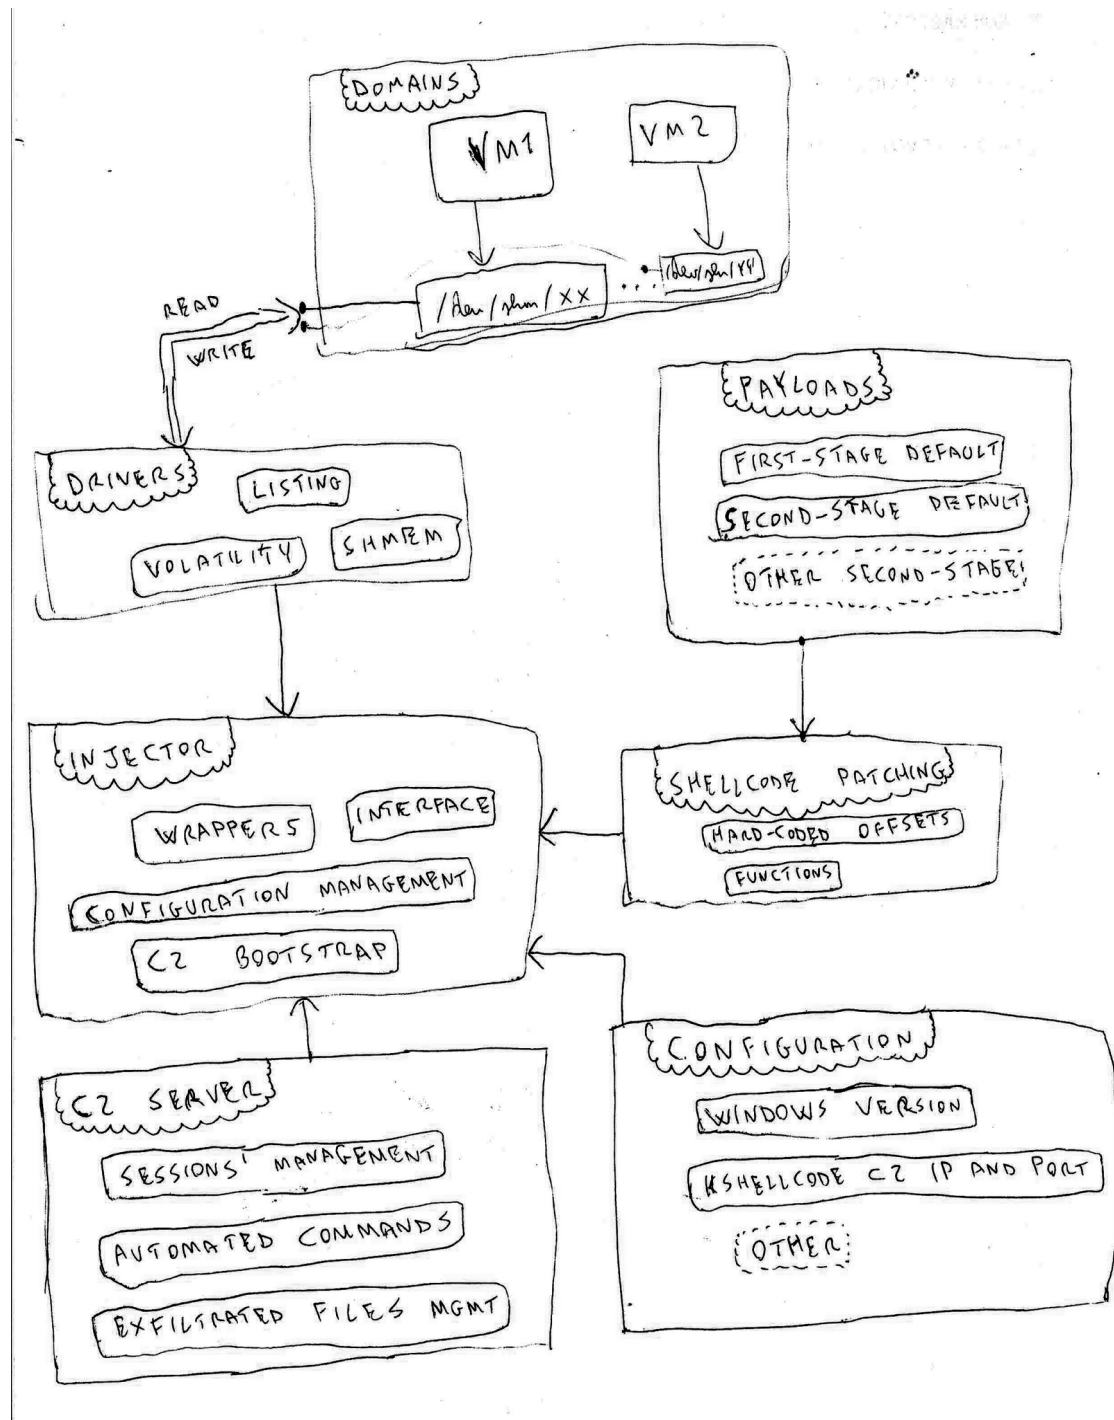 DOMAINS
VM1
VM2
/dev/shm/XX
/dev/shm/YY
READ
WRITE
DRIVERS
LISTING
VOLATILITY
SHMEM
PAYLOADS
FIRST-STAGE DEFAULT
SECOND-STAGE DEFAULT
OTHER SECOND-STAGE
INJECTOR
WRAPPERS
INTERFACE
CONFIGURATION MANAGEMENT
C2 BOOTSTRAP
SHELLCODE PATCHING
HARD-CODED OFFSETS
FUNCTIONS
C2 SERVER
SESSIONS' MANAGEMENT
AUTOMATED COMMANDS
EXFILTRATED FILES MGMT
CONFIGURATION
WINDOWS VERSION
KSHELLCODE C2 IP AND PORT
OTHER